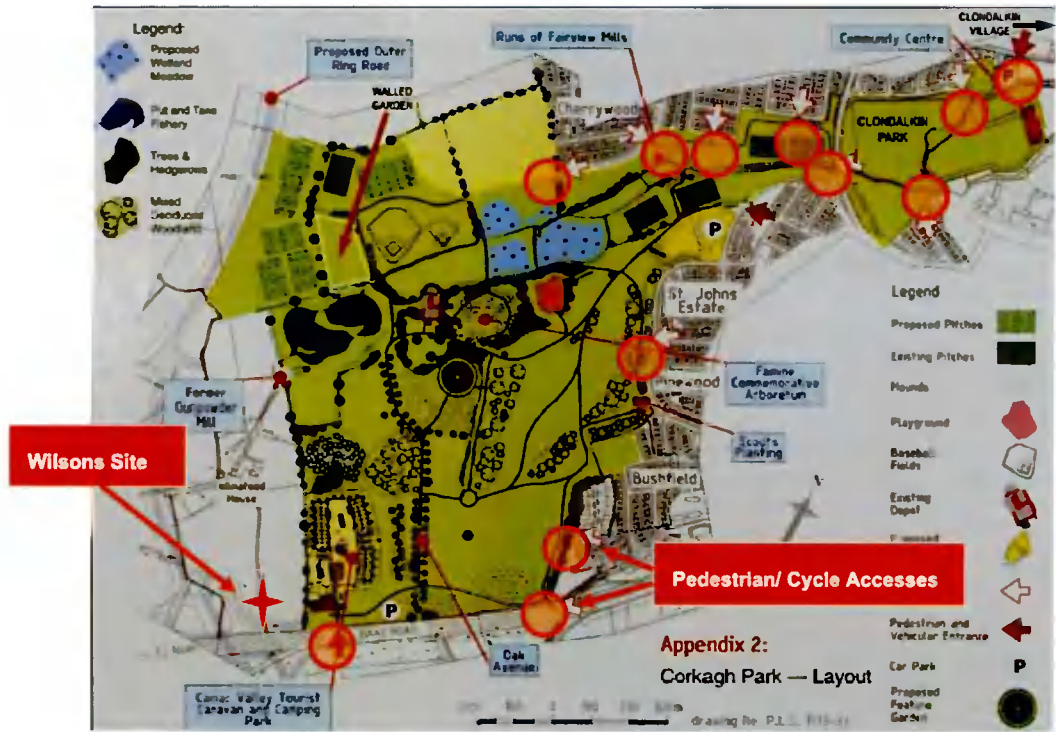 Legend:
Proposed
Wetland
Meadow
Put and Take
Fishery
Trees &
Hedgerows
Mixed
Deciduous
Woodland
Proposed Outer
Ring Road
WALLED
GARDEN
Runs of Fairview Mills
Cherrywood
Community Centre
CLONDALKIN
VILLAGE
P
CLONDALKIN
PARK
P
St. Johns
Estate
Famine
Commemorative
Arboretum
Scouts
Planting
Bushfield
Former
Gunpowder
Mill
House
Wilsons Site
Pedestrian/ Cycle Accesses
P
Oak
Avenue
Camac Valley Tourist
Caravan and Camping
Park
Legend
Proposed Pitches
Existing Pitches
Mounds
Playground
Baseball
Fields
Existing
Depot
Proposed
Pedestrian and
Vehicular Entrance
Car Park
P
Proposed
Feature
Garden
Appendix 2:
Corkagh Park — Layout